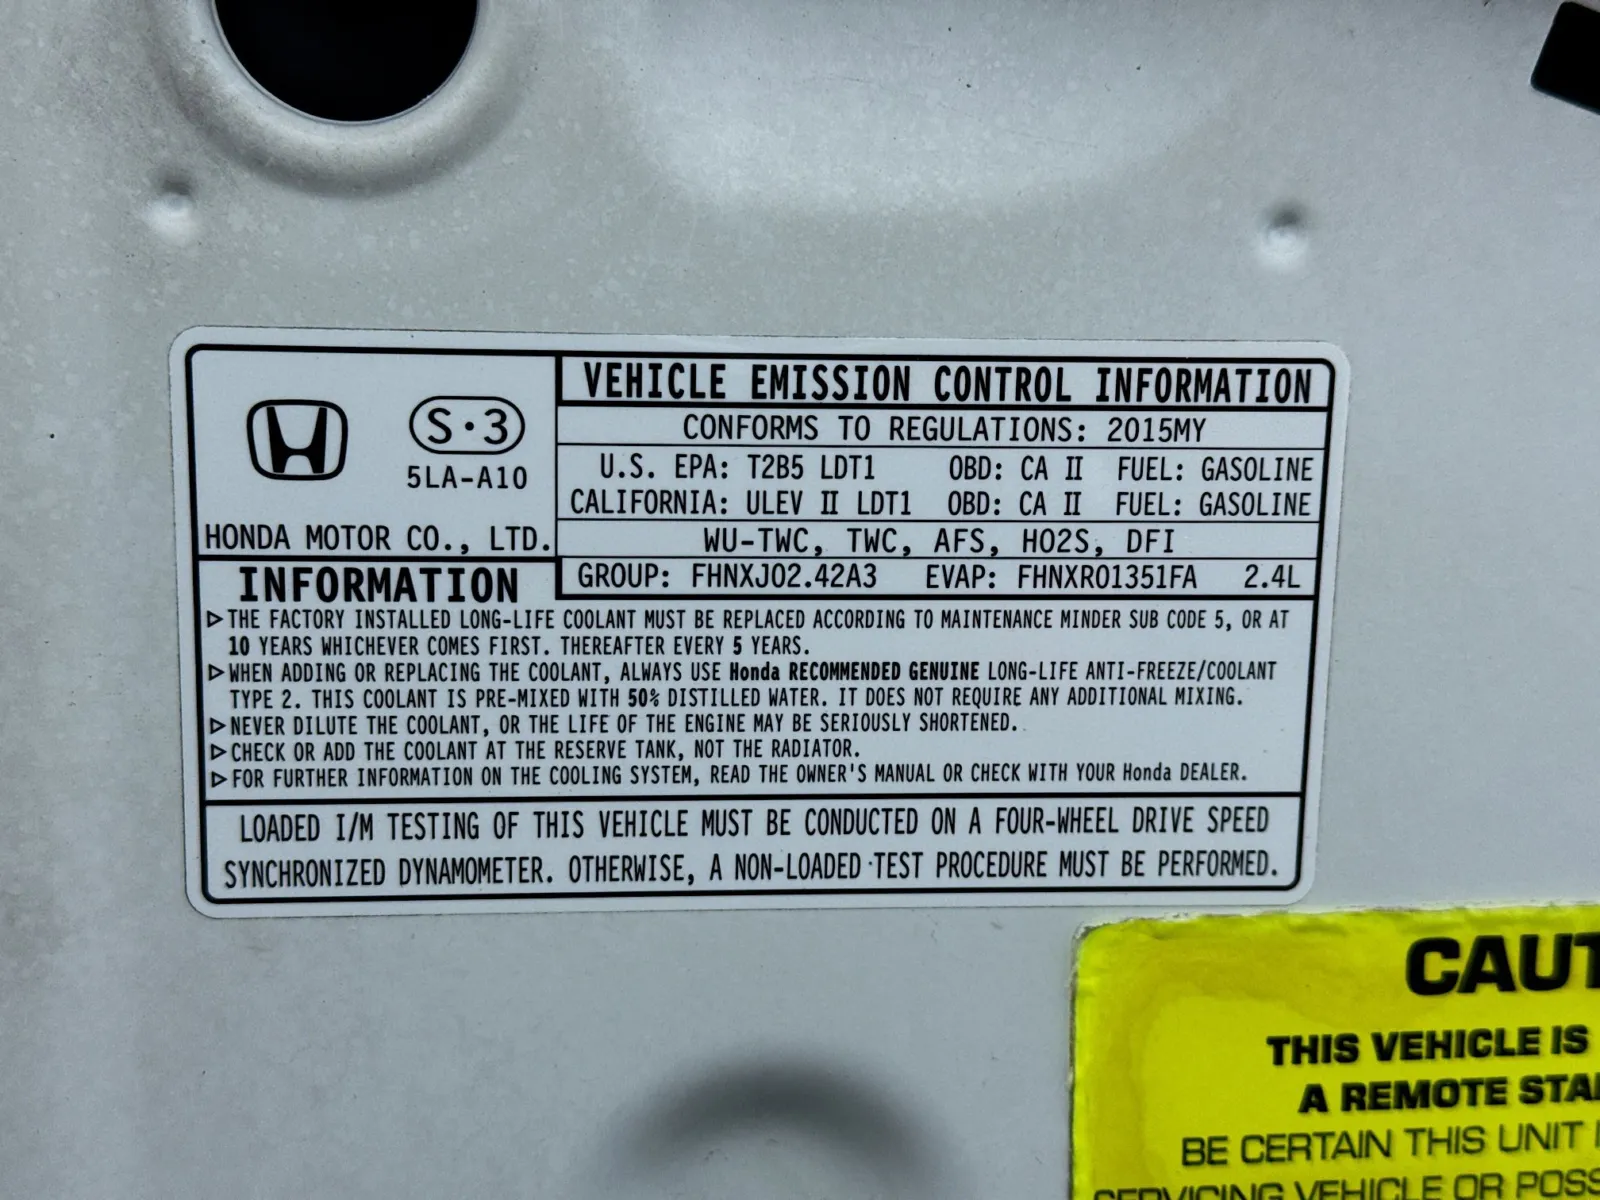 S·3
5LA-A10
HONDA MOTOR CO., LTD.
VEHICLE EMISSION CONTROL INFORMATION
CONFORMS TO REGULATIONS: 2015MY
U.S. EPA: T2B5 LDT1 OBD: CA II FUEL: GASOLINE
CALIFORNIA: ULEV II LDT1 OBD: CA II FUEL: GASOLINE
WU-TWC, TWC, AFS, HO2S, DFI
GROUP: FHNXJ02.42A3 EVAP: FHNXR01351FA 2.4L
INFORMATION
▷THE FACTORY INSTALLED LONG-LIFE COOLANT MUST BE REPLACED ACCORDING TO MAINTENANCE MINDER SUB CODE 5, OR AT
10 YEARS WHICHEVER COMES FIRST. THEREAFTER EVERY 5 YEARS.
▷WHEN ADDING OR REPLACING THE COOLANT, ALWAYS USE Honda RECOMMENDED GENUINE LONG-LIFE ANTI-FREEZE/COOLANT
TYPE 2. THIS COOLANT IS PRE-MIXED WITH 50% DISTILLED WATER. IT DOES NOT REQUIRE ANY ADDITIONAL MIXING.
▷NEVER DILUTE THE COOLANT, OR THE LIFE OF THE ENGINE MAY BE SERIOUSLY SHORTENED.
▷CHECK OR ADD THE COOLANT AT THE RESERVE TANK, NOT THE RADIATOR.
▷FOR FURTHER INFORMATION ON THE COOLING SYSTEM, READ THE OWNER'S MANUAL OR CHECK WITH YOUR Honda DEALER.
LOADED I/M TESTING OF THIS VEHICLE MUST BE CONDUCTED ON A FOUR-WHEEL DRIVE SPEED
SYNCHRONIZED DYNAMOMETER. OTHERWISE, A NON-LOADED TEST PROCEDURE MUST BE PERFORMED.
CAUT
THIS VEHICLE IS
A REMOTE STA
BE CERTAIN THIS UNIT
SERVICING VEHICLE OR POSS